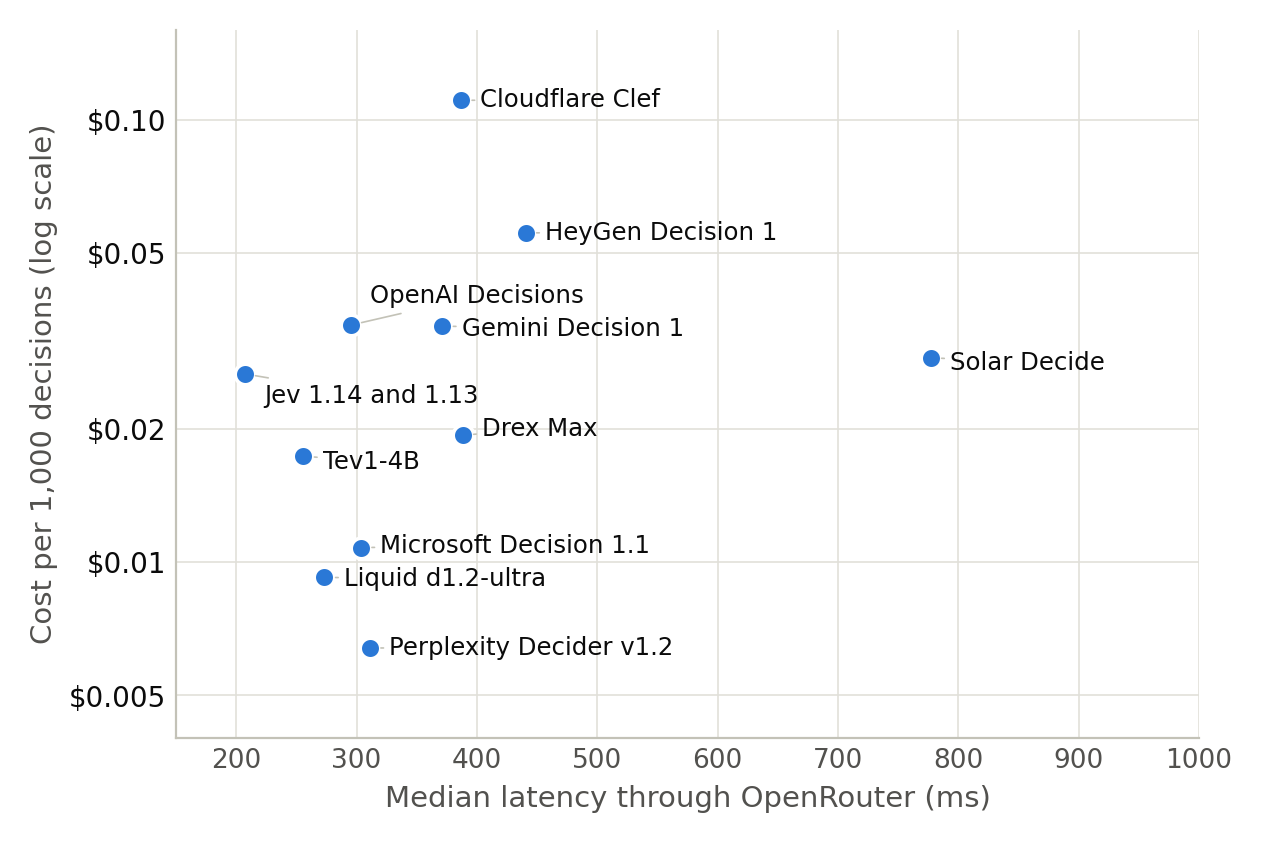 Cloudflare Clef
$0.10
HeyGen Decision 1
$0.05
OpenAI Decisions
Gemini Decision 1
Solar Decide
Jev 1.14 and 1.13
$0.02
Drex Max
Tev1-4B
Microsoft Decision 1.1
$0.01
Liquid d1.2-ultra
Perplexity Decider v1.2
$0.005
Cost per 1,000 decisions (log scale)
200 300 400 500 600 700 800 900 1000
Median latency through OpenRouter (ms)